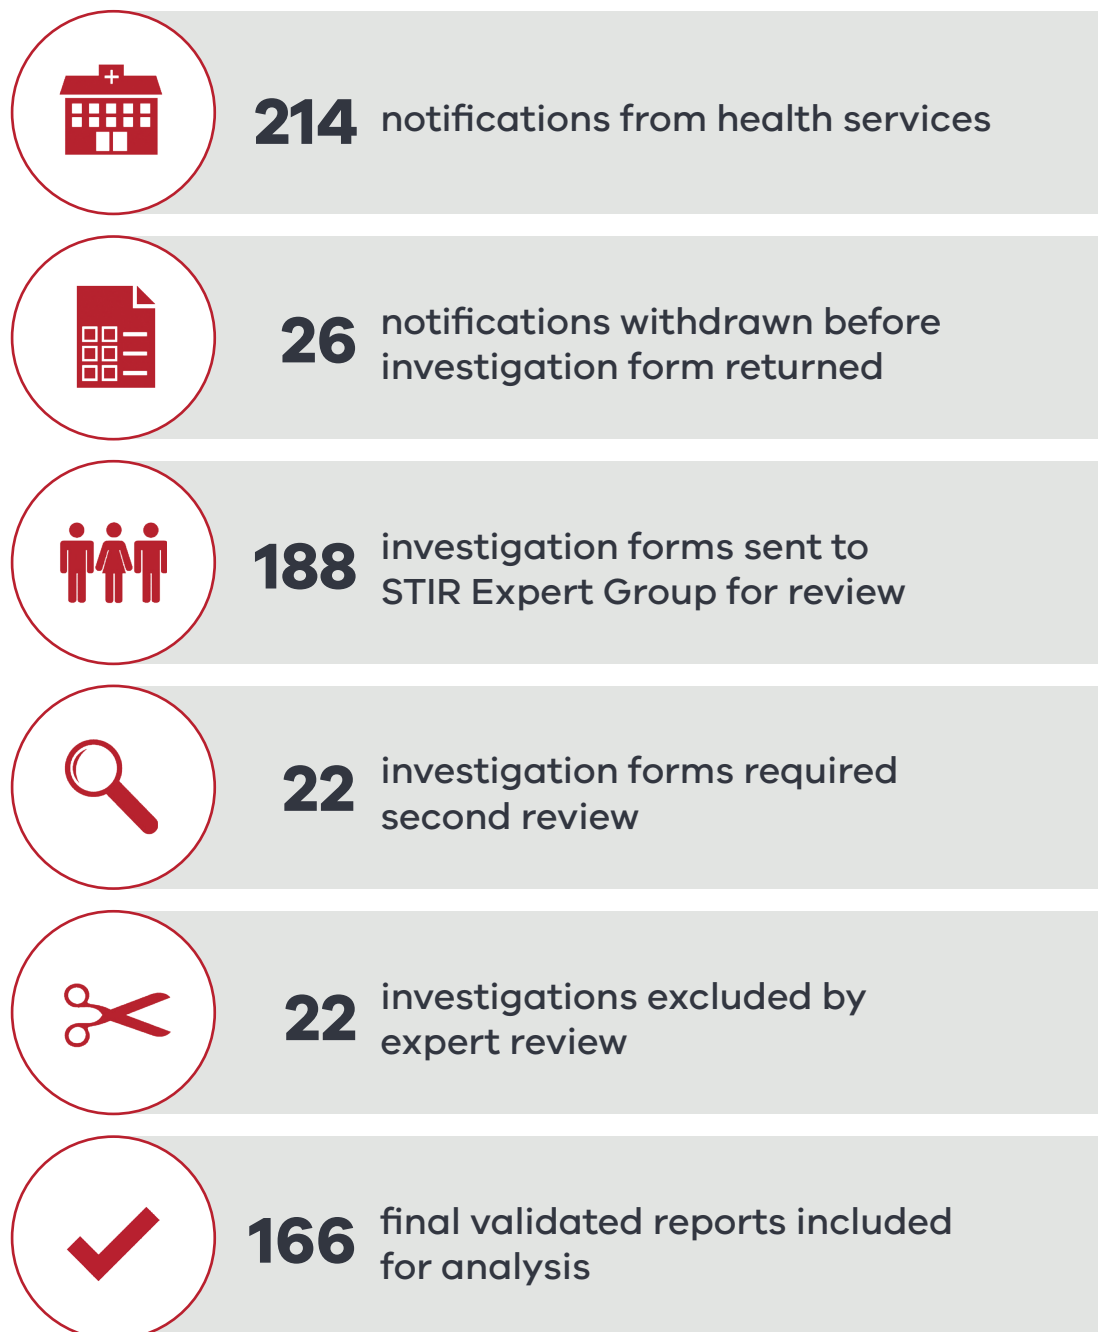 214 notifications from health services
26 notifications withdrawn before
investigation form returned
188 investigation forms sent to
STIR Expert Group for review
22 investigation forms required
second review
22 investigations excluded by
expert review
166 final validated reports included
for analysis